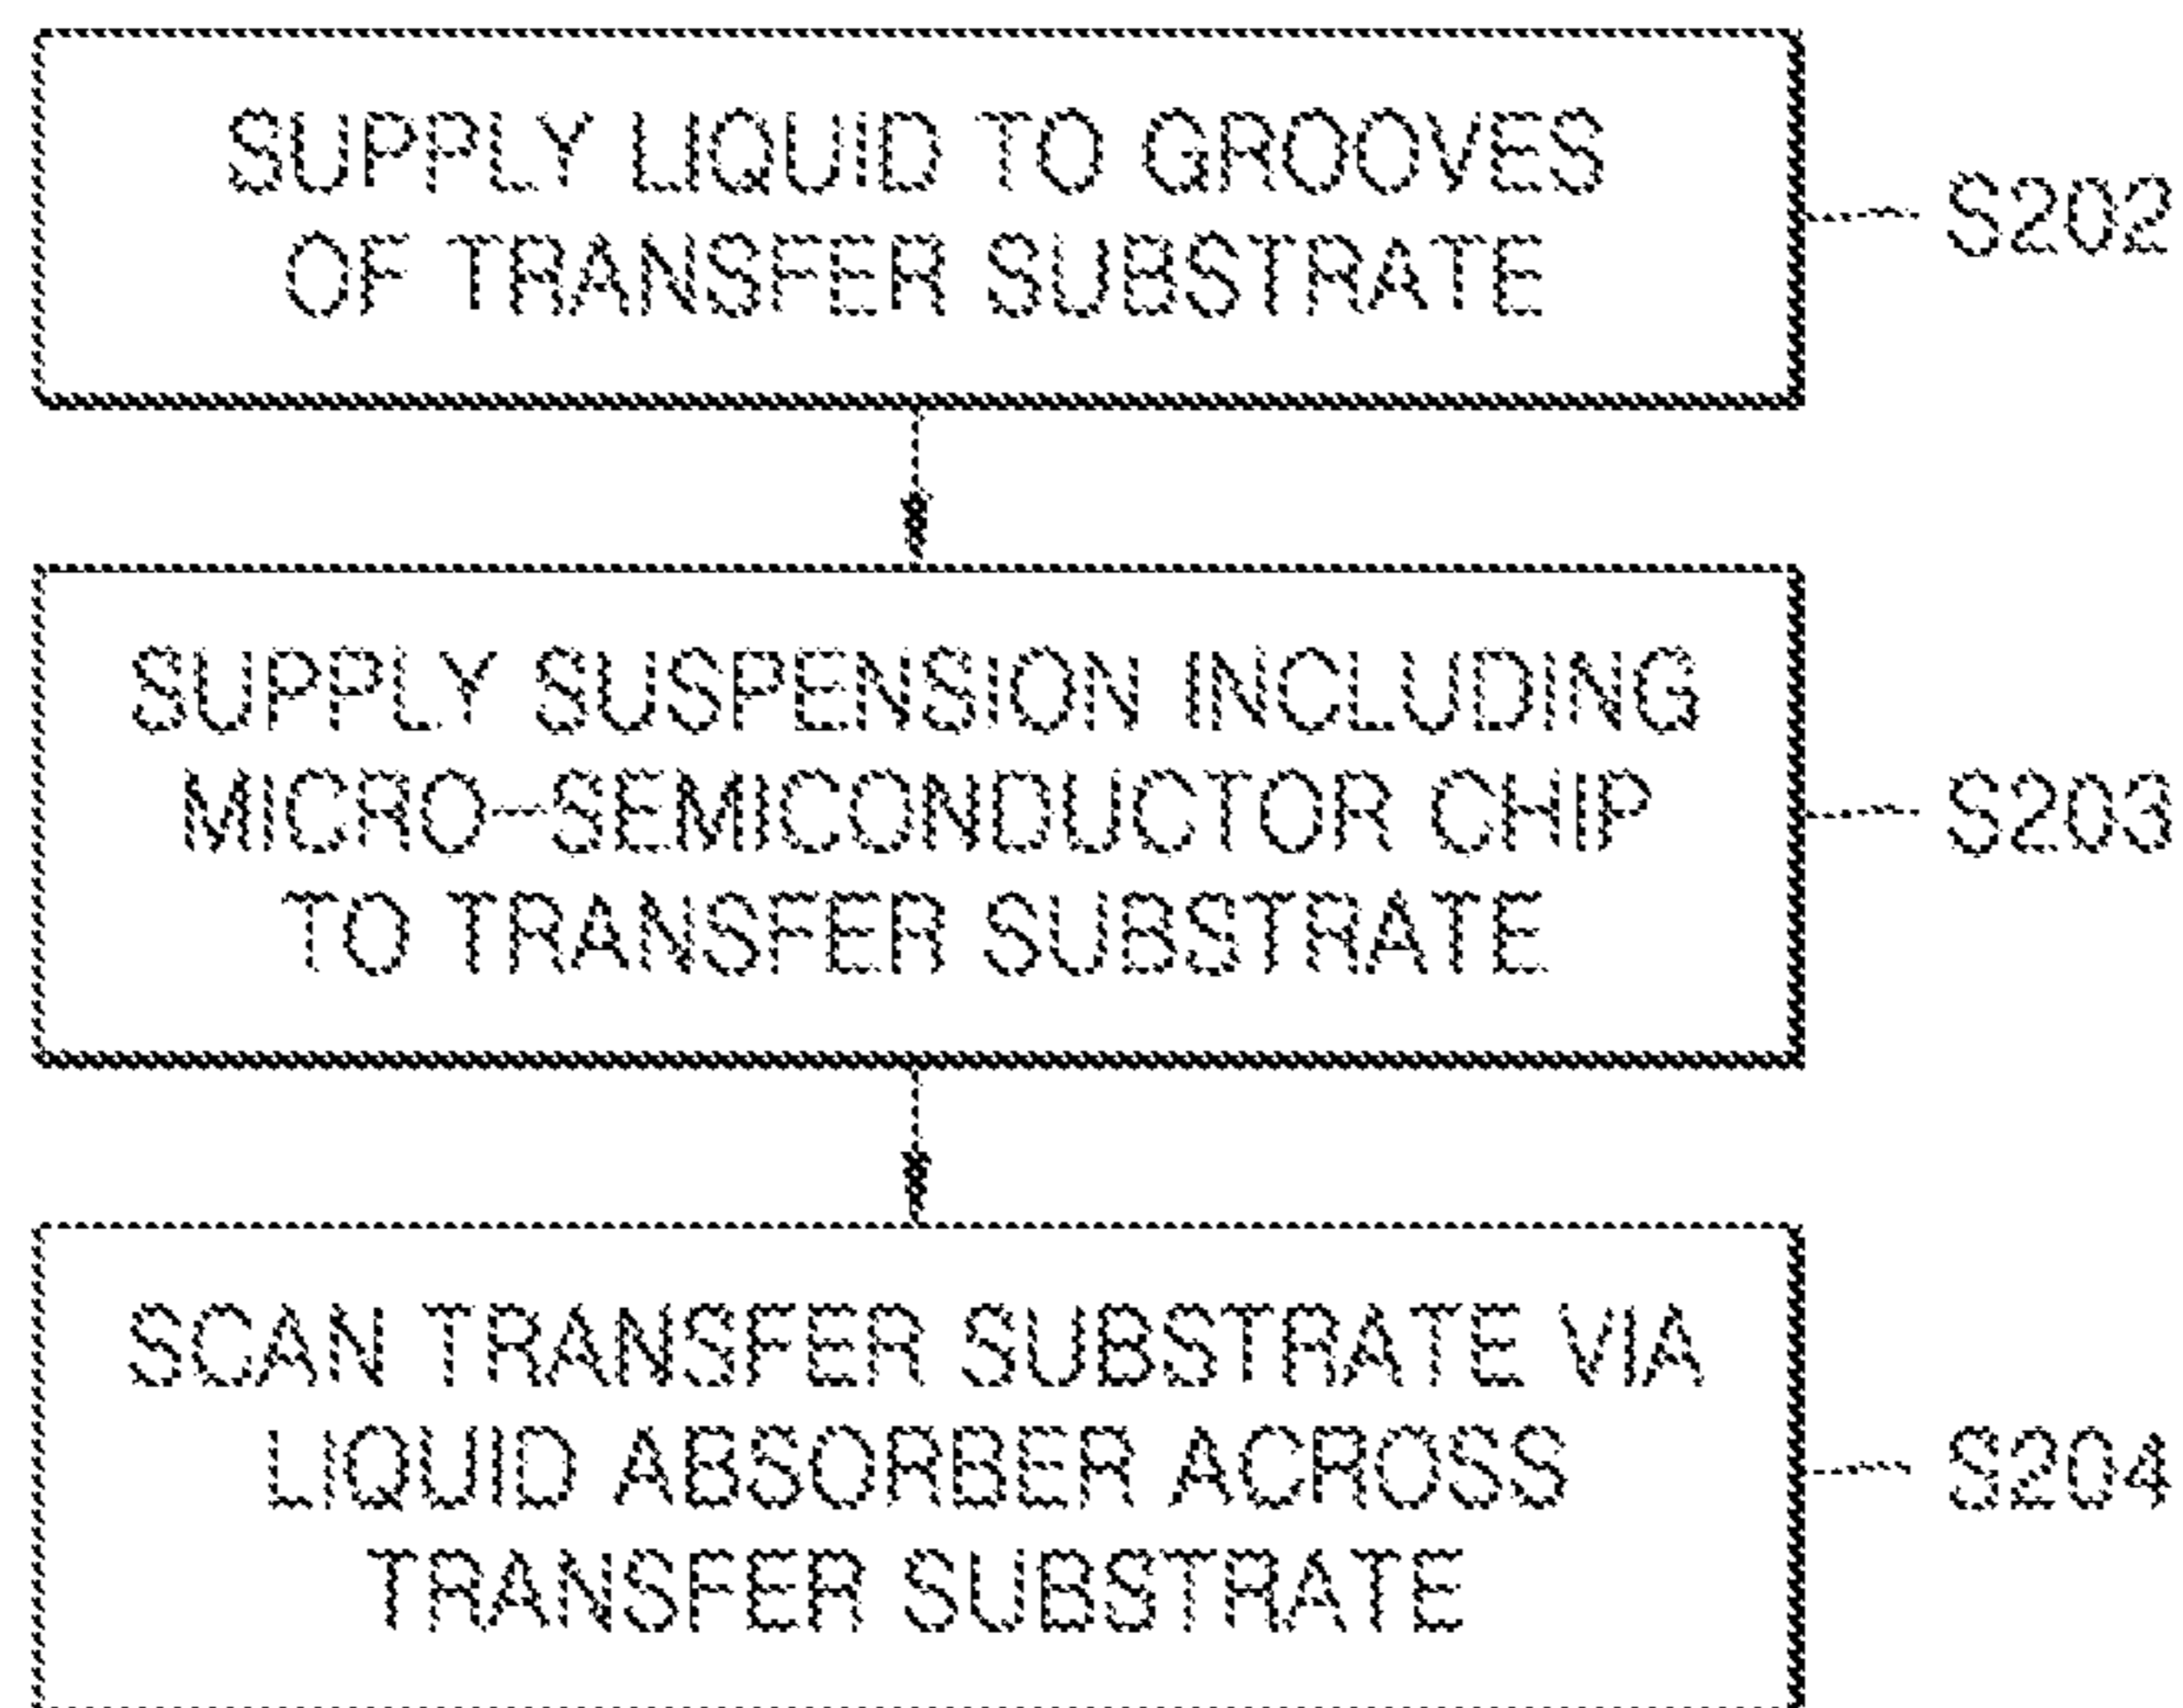 SUPPLY LIQUID TO GROOVES
OF TRANSFER SUBSTRATE
S202
SUPPLY SUSPENSION INCLUDING
MICRO-SEMICONDUCTOR CHIP
TO TRANSFER SUBSTRATE
S203
SCAN TRANSFER SUBSTRATE VIA
LIQUID ABSORBER ACROSS
TRANSFER SUBSTRATE
S204